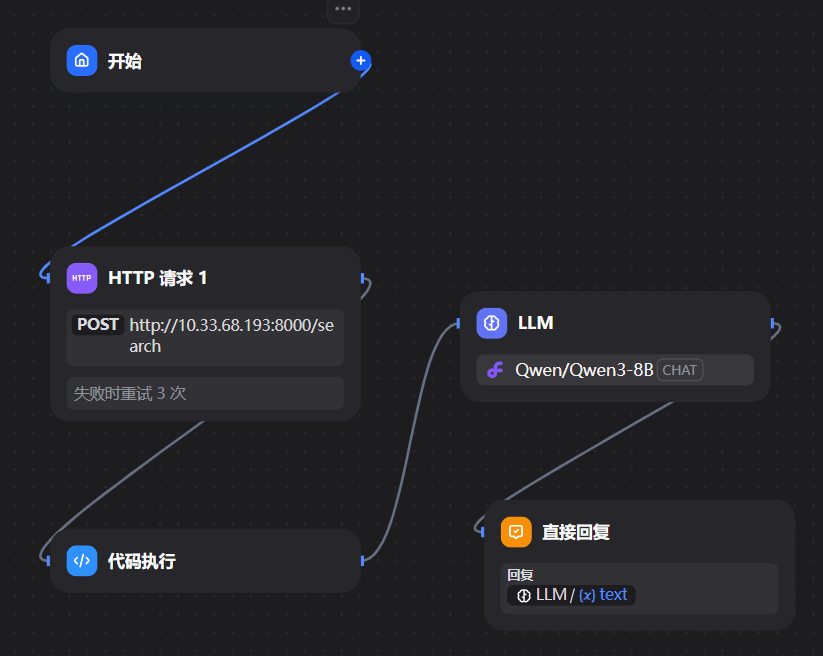 开始
HTTP
HTTP 请求 1
POST http://10.33.68.193:8000/se
arch
失败时重试 3 次
代码执行
LLM
Qwen/Qwen3-8B CHAT
直接回复
回复
LLM / {x} text